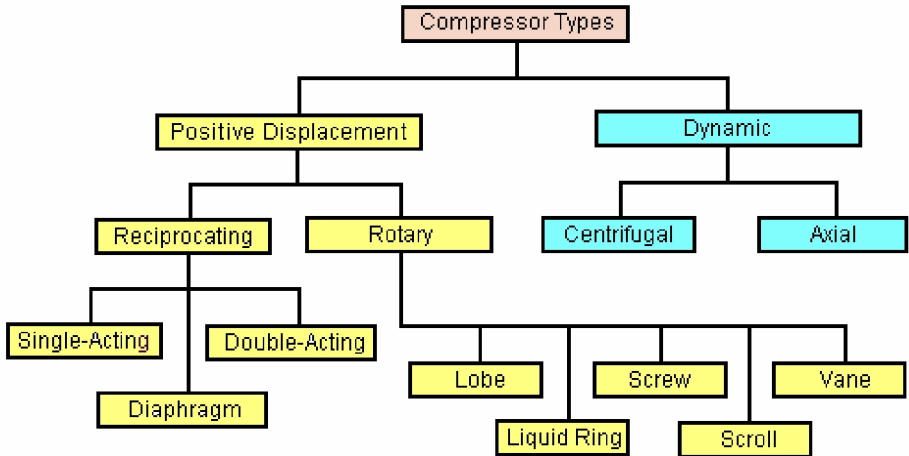 Compressor Types
Positive Displacement
Dynamic
Reciprocating
Rotary
Centrifugal
Axial
Single-Acting
Double-Acting
Diaphragm
Lobe
Liquid Ring
Screw
Scroll
Vane